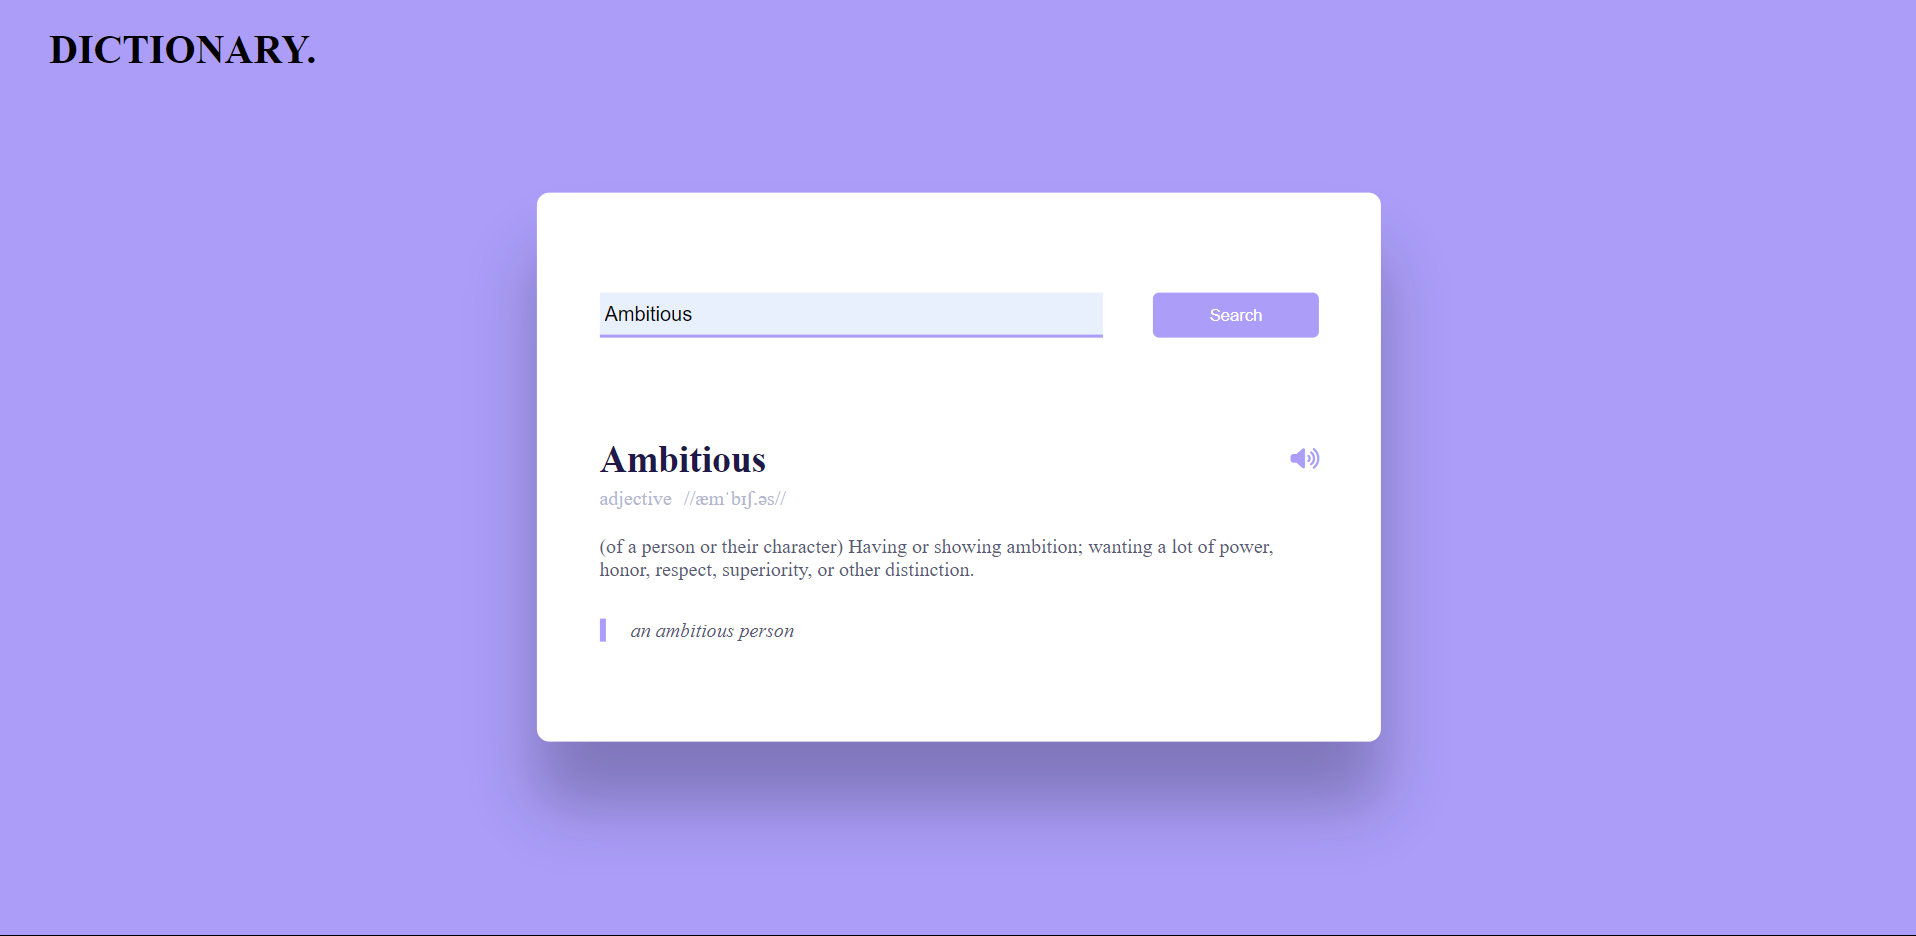 DICTIONARY.
Ambitious
Search
Ambitious
adjective //æmˈbɪʃ.əs//
(of a person or their character) Having or showing ambition; wanting a lot of power,
honor, respect, superiority, or other distinction.
an ambitious person